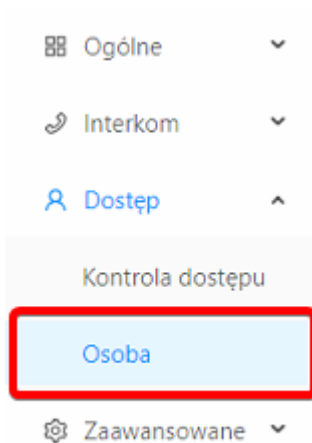 Ogólne
Interkom
Dostęp
Kontrola dostępu
Osoba
Zaawansowane